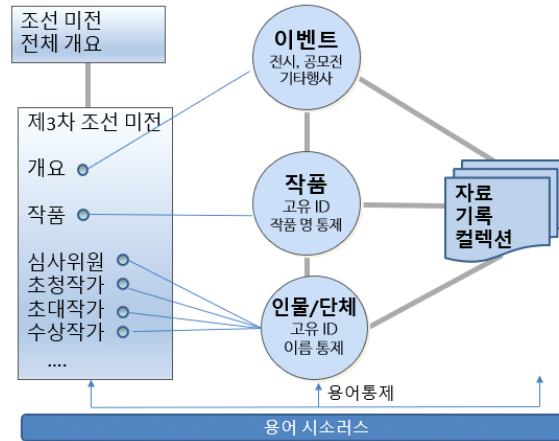 조선 미전
전체 개요
제3차 조선 미전
개요
작품
심사위원
초청작가
초대작가
수상작가
....
이벤트
전시, 공모전
기타행사
작품
고유 ID
작품 명 통제
인물/단체
고유 ID
이름 통제
자료
기록
컬렉션
용어통제
용어 시소러스